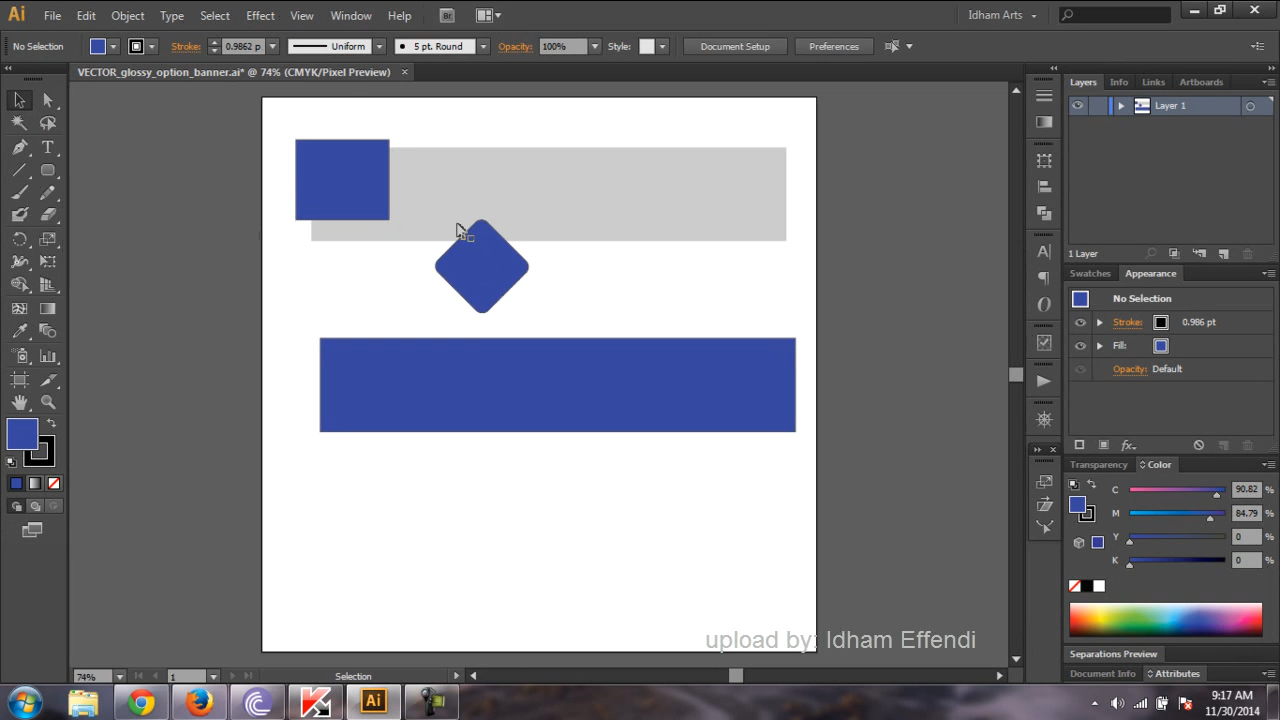 Ai File Edit Object Type Select Effect View Window Help Br Idham Arts
No Selection Stroke: 0.9862 p Uniform 5 pt. Round Opacity: 100% Style: Document Setup Preferences
VECTOR_glossy_option_banner.ai* @ 74% (CMYK/Pixel Preview) ×
Layers Info Links Artboards
Layer 1
1 Layer
Swatches Appearance
No Selection
Stroke: 0.986 pt
Fill:
Opacity: Default
fx
Transparency Color
C 90.82 %
M 84.79 %
Y 0 %
K 0 %
upload by: Idham Effendi
Separations Preview
Document Info Attributes
74% 1 Selection
Ai
9:17 AM
11/30/2014